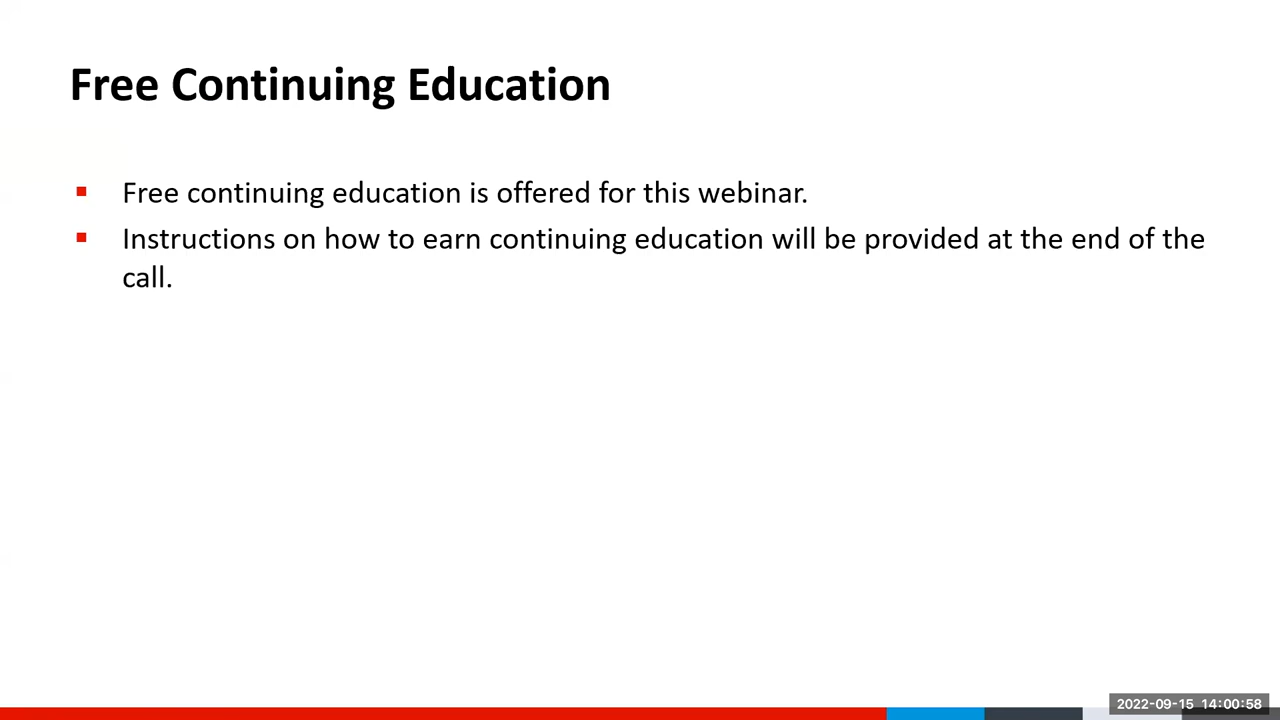 Free Continuing Education
▪ Free continuing education is offered for this webinar.
▪ Instructions on how to earn continuing education will be provided at the end of the
call.
2022-09-15 14:00:58